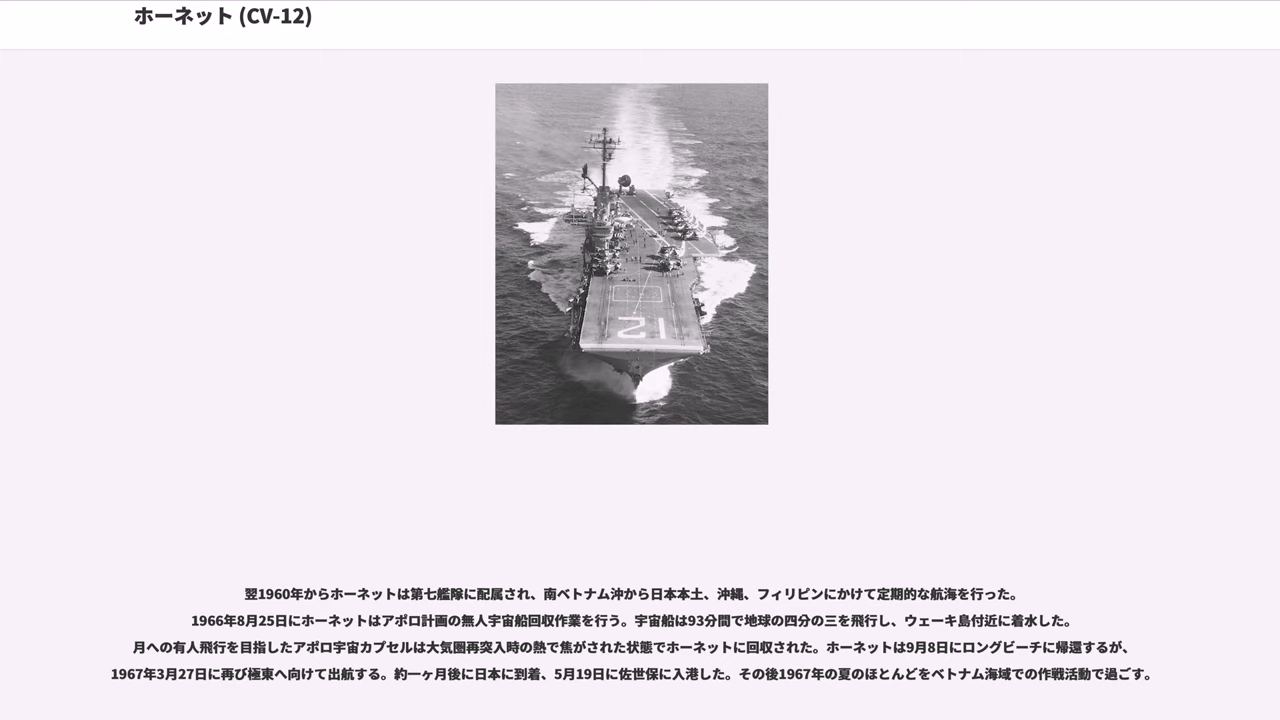 ホーネット (CV-12)
12
翌1960年からホーネットは第七艦隊に配属され、南ベトナム沖から日本本土、沖縄、フィリピンにかけて定期的な航海を行った。
1966年8月25日にホーネットはアポロ計画の無人宇宙船回収作業を行う。宇宙船は93分間で地球の四分の三を飛行し、ウェーキ島付近に着水した。
月への有人飛行を目指したアポロ宇宙カプセルは大気圏再突入時の熱で焦がされた状態でホーネットに回収された。ホーネットは9月8日にロングビーチに帰還するが、
1967年3月27日に再び極東へ向けて出航する。約一ヶ月後に日本に到着、5月19日に佐世保に入港した。その後1967年の夏のほとんどをベトナム海域での作戦活動で過ごす。